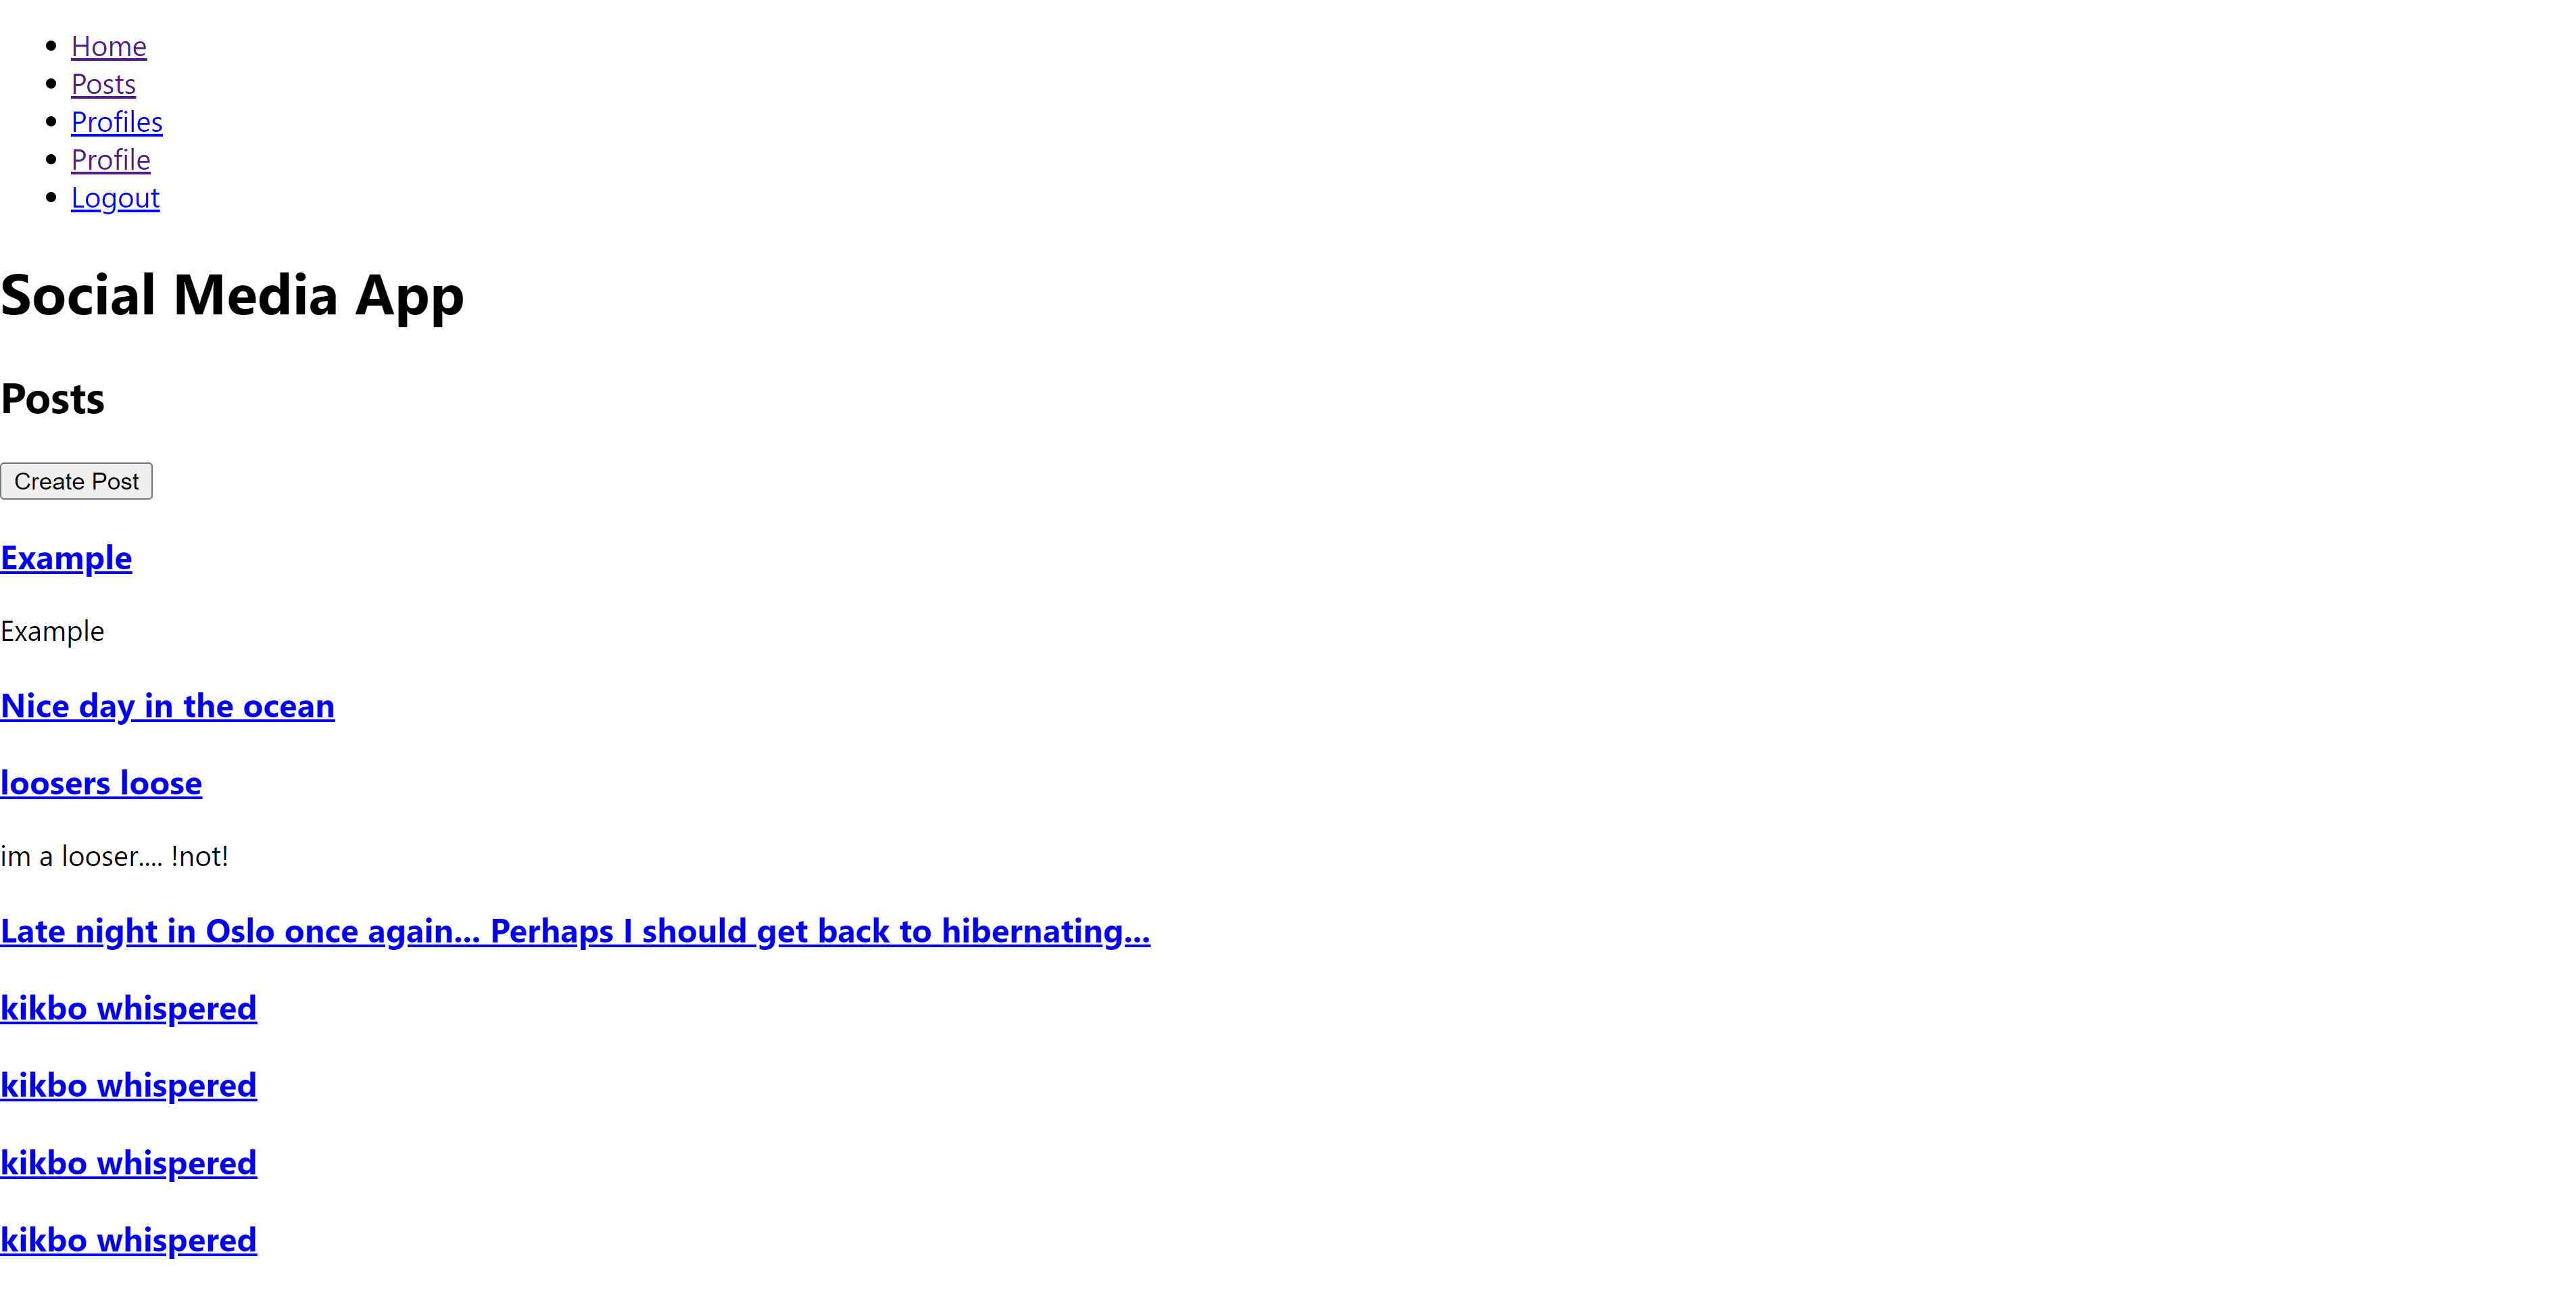 Home
Posts
Profiles
Profile
Logout
Social Media App
Posts
Create Post
Example
Example
Nice day in the ocean
loosers loose
im a looser.... !not!
Late night in Oslo once again... Perhaps I should get back to hibernating...
kikbo whispered
kikbo whispered
kikbo whispered
kikbo whispered